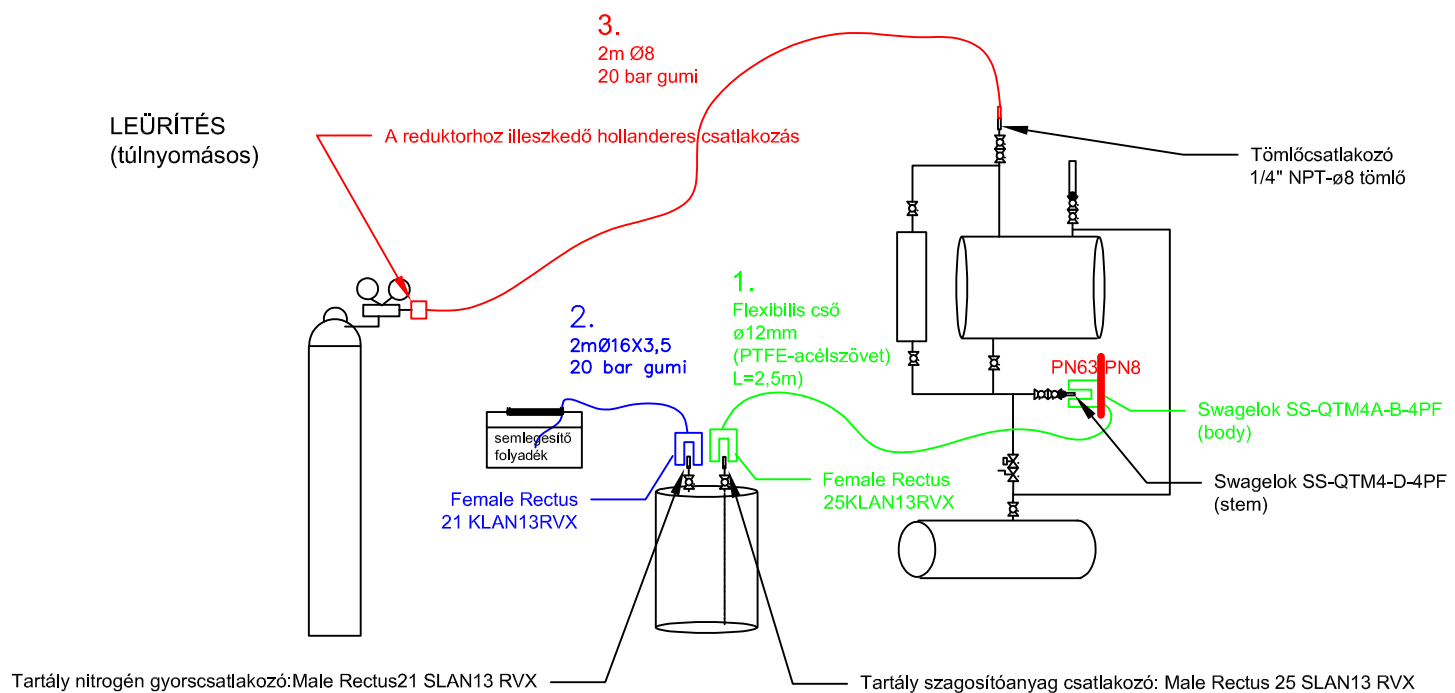 3.
2m Ø8
20 bar gumi
LEÜRÍTÉS
(túlnyomásos)
A reduktorhoz illeszkedő hollanderes csatlakozás
Tömlőcsatlakozó
1/4" NPT-ø8 tömlő
1.
Flexibilis cső
ø12mm
(PTFE-acélszövet)
L=2,5m)
2.
2mØ16X3,5
20 bar gumi
PN63 PN8
Swagelok SS-QTM4A-B-4PF
(body)
semlegesítő
folyadék
Female Rectus
25KLAN13RVX
Swagelok SS-QTM4-D-4PF
(stem)
Female Rectus
21 KLAN13RVX
Tartály nitrogén gyorscsatlakozó:Male Rectus21 SLAN13 RVX
Tartály szagosítóanyag csatlakozó: Male Rectus 25 SLAN13 RVX